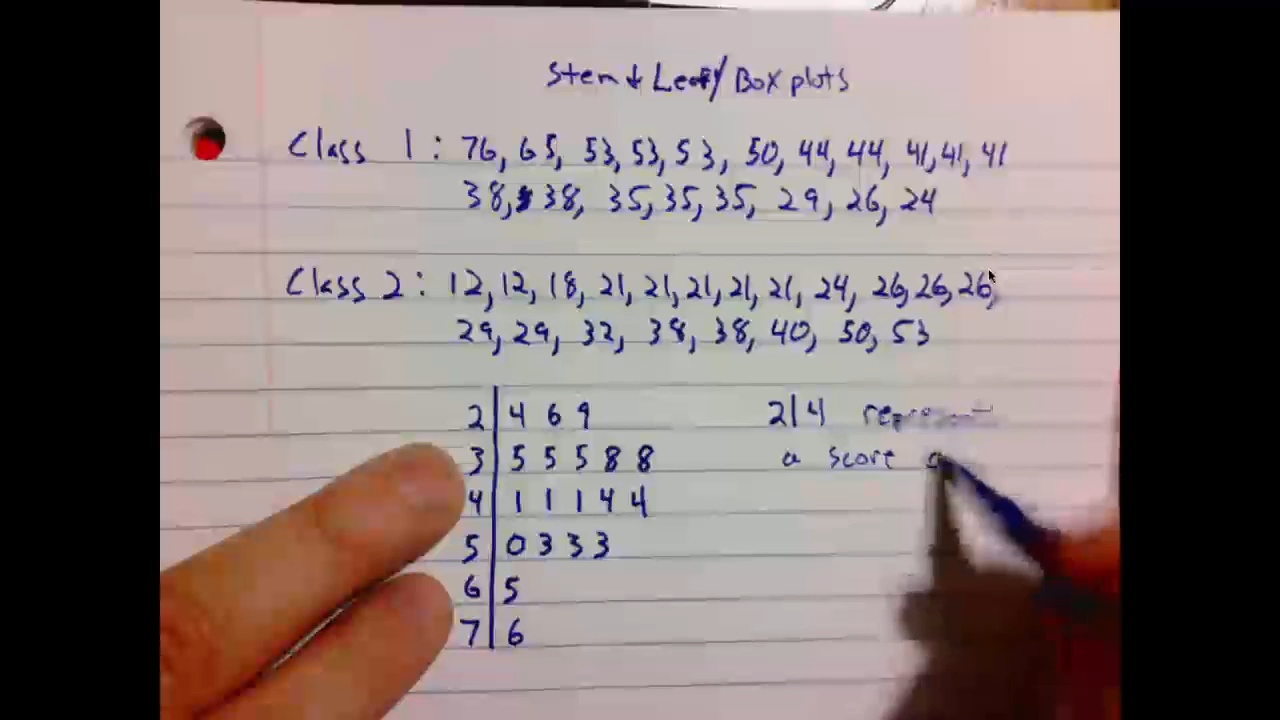 Stem & Leaf/Box plots
Class 1: 76, 65, 53, 53, 53, 50, 44, 44, 41, 41, 41
38, 38, 35, 35, 35, 29, 26, 24
Class 2: 12, 12, 18, 21, 21, 21, 21, 21, 24, 26, 26, 26,
29, 29, 32, 38, 38, 40, 50, 53
2 | 4 6 9 2|4 represent
3 | 5 5 5 8 8 a score
4 | 1 1 1 4 4
5 | 0 3 3 3
6 | 5
7 | 6